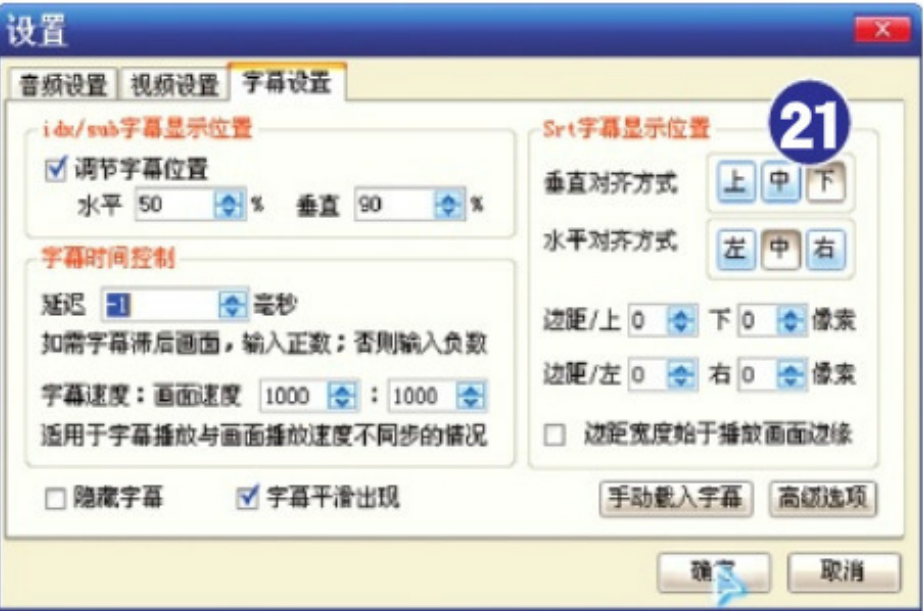 设置
音频设置 视频设置 字幕设置
21
idx/sub字幕显示位置
调节字幕位置
水平 50 % 垂直 90 %
字幕时间控制
延迟 -1 毫秒
如需字幕滞后画面，输入正数；否则输入负数
字幕速度：画面速度 1000 : 1000
适用于字幕播放与画面播放速度不同步的情况
隐藏字幕 字幕平滑出现
Srt字幕显示位置
垂直对齐方式 上 中 下
水平对齐方式 左 中 右
边距/上 0 下 0 像素
边距/左 0 右 0 像素
边距宽度始于播放画面边缘
手动载入字幕 高级选项
确定 取消